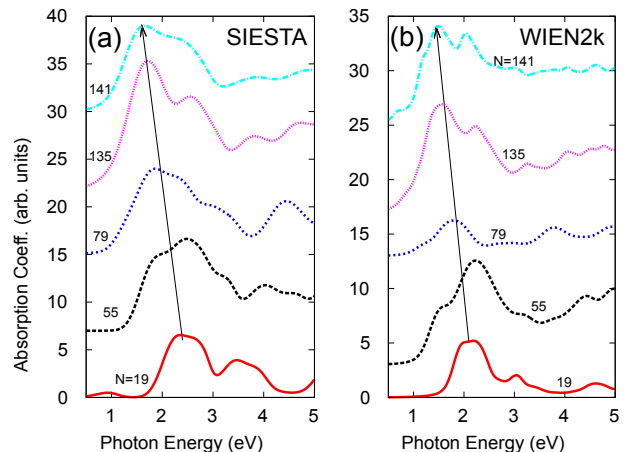 (a) SIESTA
(b) WIEN2k
Absorption Coeff. (arb. units)
40
35
30
25
20
15
10
5
0
141
135
79
55
N=19
1 2 3 4 5
Photon Energy (eV)
35
30
25
20
15
10
5
0
N=141
135
79
55
19
1 2 3 4 5
Photon Energy (eV)